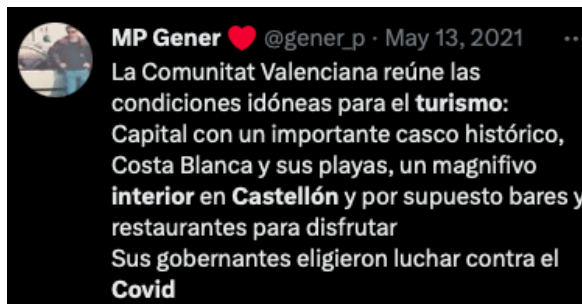 MP Gener ❤️ @gener_p · May 13, 2021 ...
La Comunitat Valenciana reúne las
condiciones idóneas para el turismo:
Capital con un importante casco histórico,
Costa Blanca y sus playas, un magnifivo
interior en Castellón y por supuesto bares y
restaurantes para disfrutar
Sus gobernantes eligieron luchar contra el
Covid